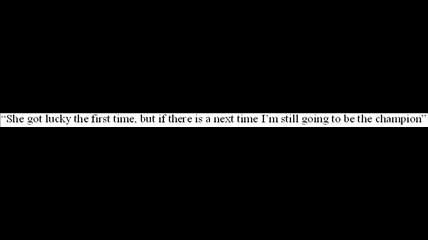 “She got lucky the first time, but if there is a next time I’m still going to be the champion”